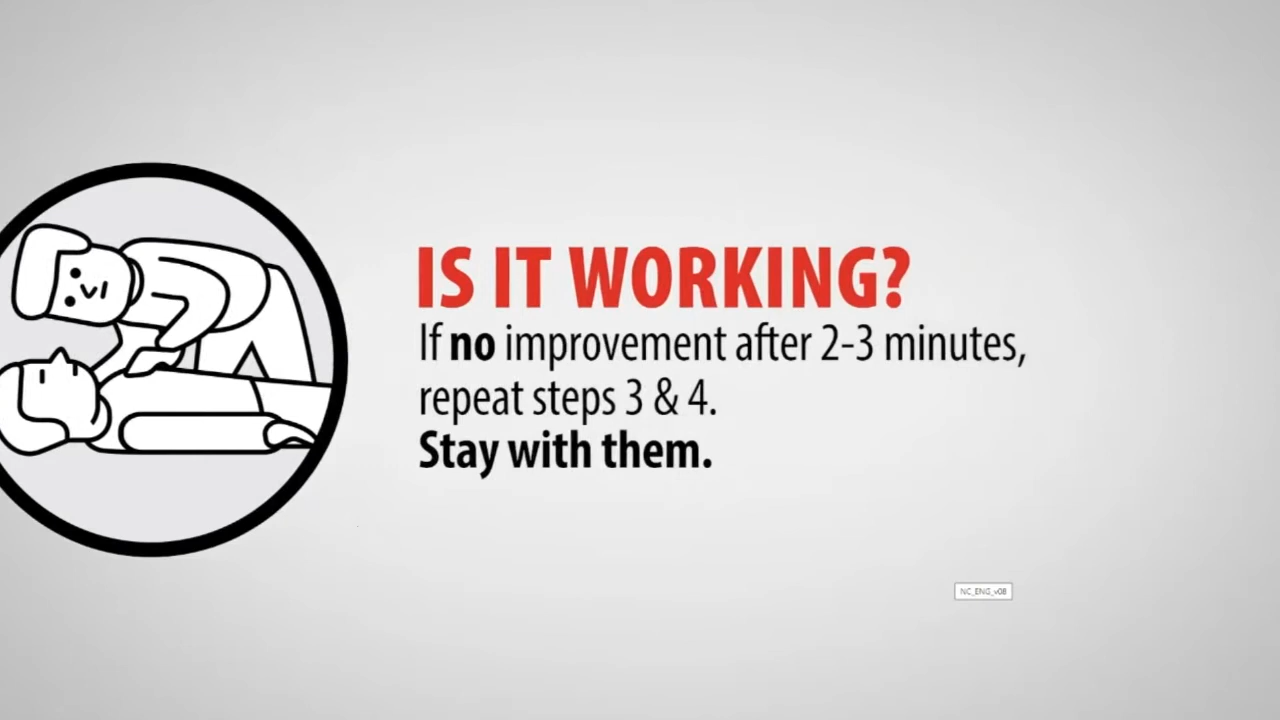 IS IT WORKING?
If no improvement after 2-3 minutes,
repeat steps 3 & 4.
Stay with them.
NC_ENG_v08